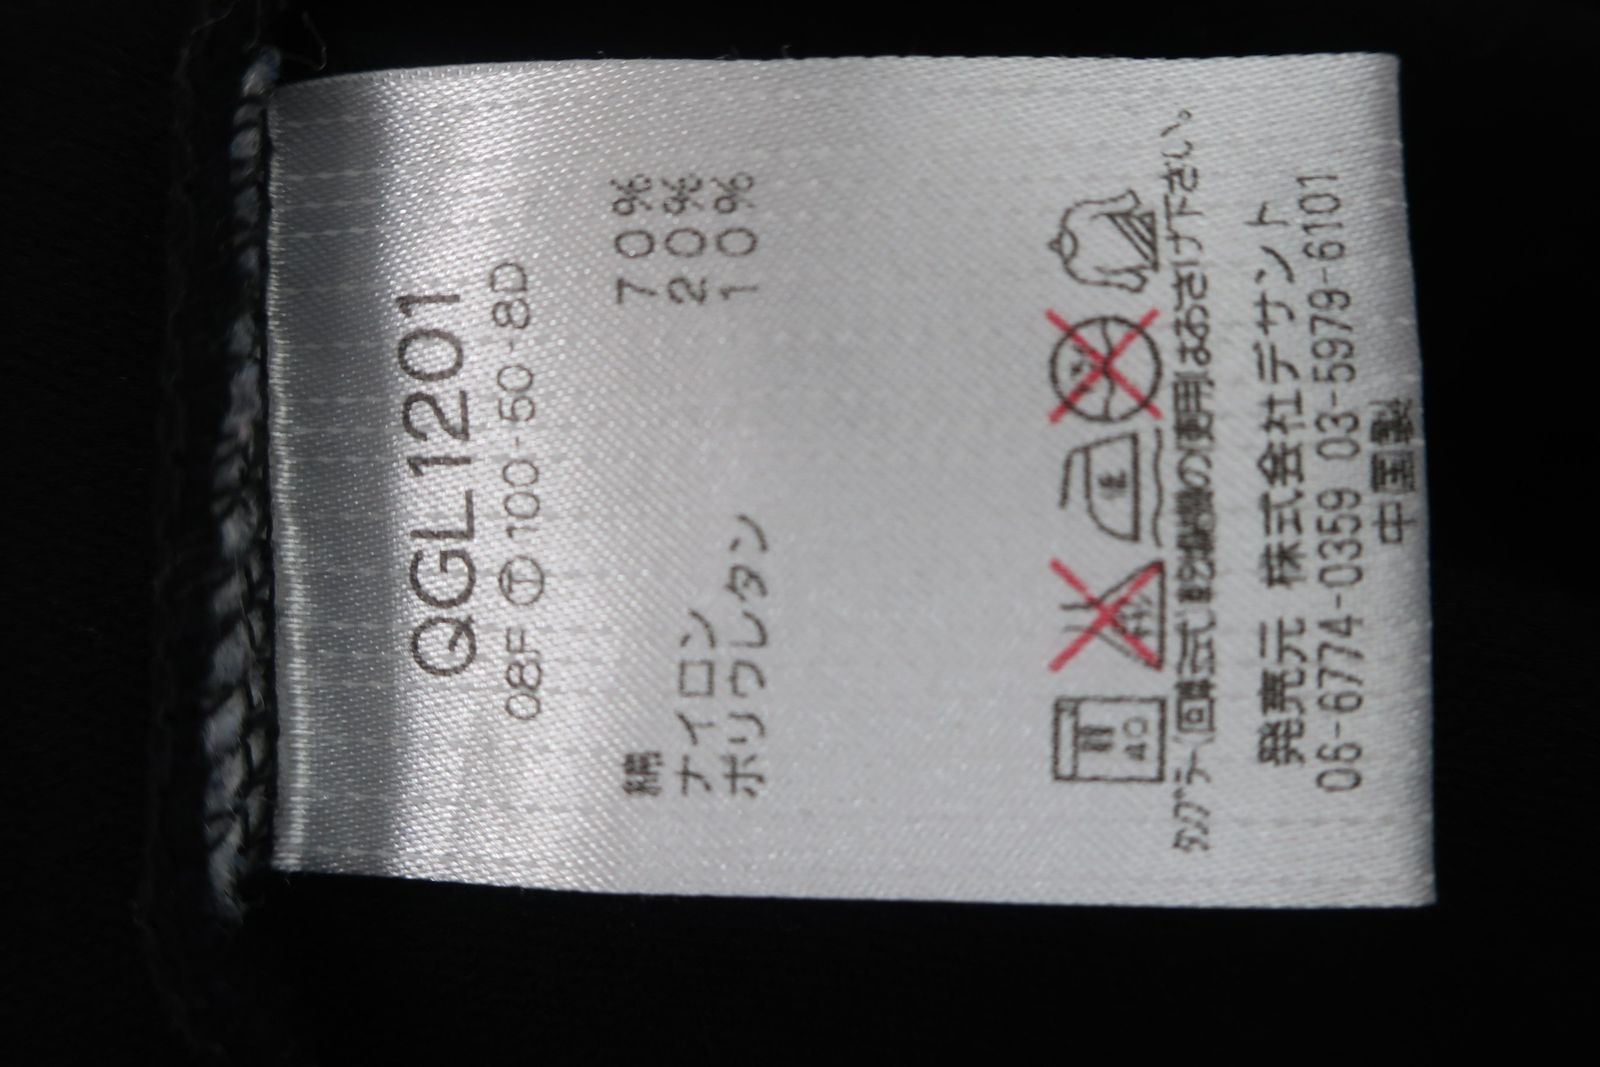 QGL1201
08F Ⓣ100-50-8D
綿 70%
ナイロン 20%
ポリウレタン 10%
40
中
タンブラー(回転式)乾燥機の使用はおさけ下さい。
発売元 株式会社デサント
06-6774-0359 03-5979-6101
中国製